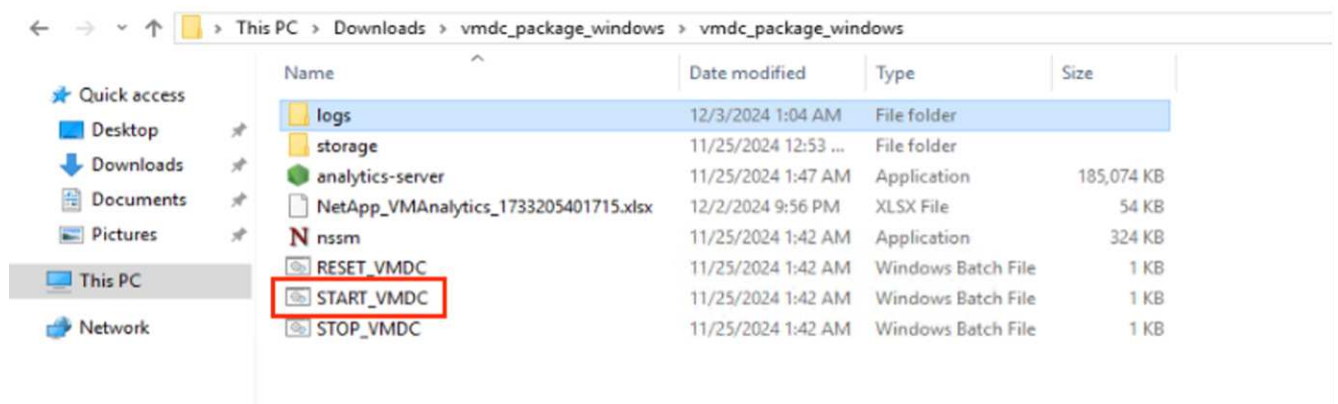 This PC > Downloads > vmdc_package_windows > vmdc_package_windows
Name Date modified Type Size
Quick access
Desktop
Downloads
Documents
Pictures
This PC
Network
logs 12/3/2024 1:04 AM File folder
storage 11/25/2024 12:53 ... File folder
analytics-server 11/25/2024 1:47 AM Application 185,074 KB
NetApp_VMAnalytics_1733205401715.xlsx 12/2/2024 9:56 PM XLSX File 54 KB
N nssm 11/25/2024 1:42 AM Application 324 KB
RESET_VMDC 11/25/2024 1:42 AM Windows Batch File 1 KB
START_VMDC 11/25/2024 1:42 AM Windows Batch File 1 KB
STOP_VMDC 11/25/2024 1:42 AM Windows Batch File 1 KB